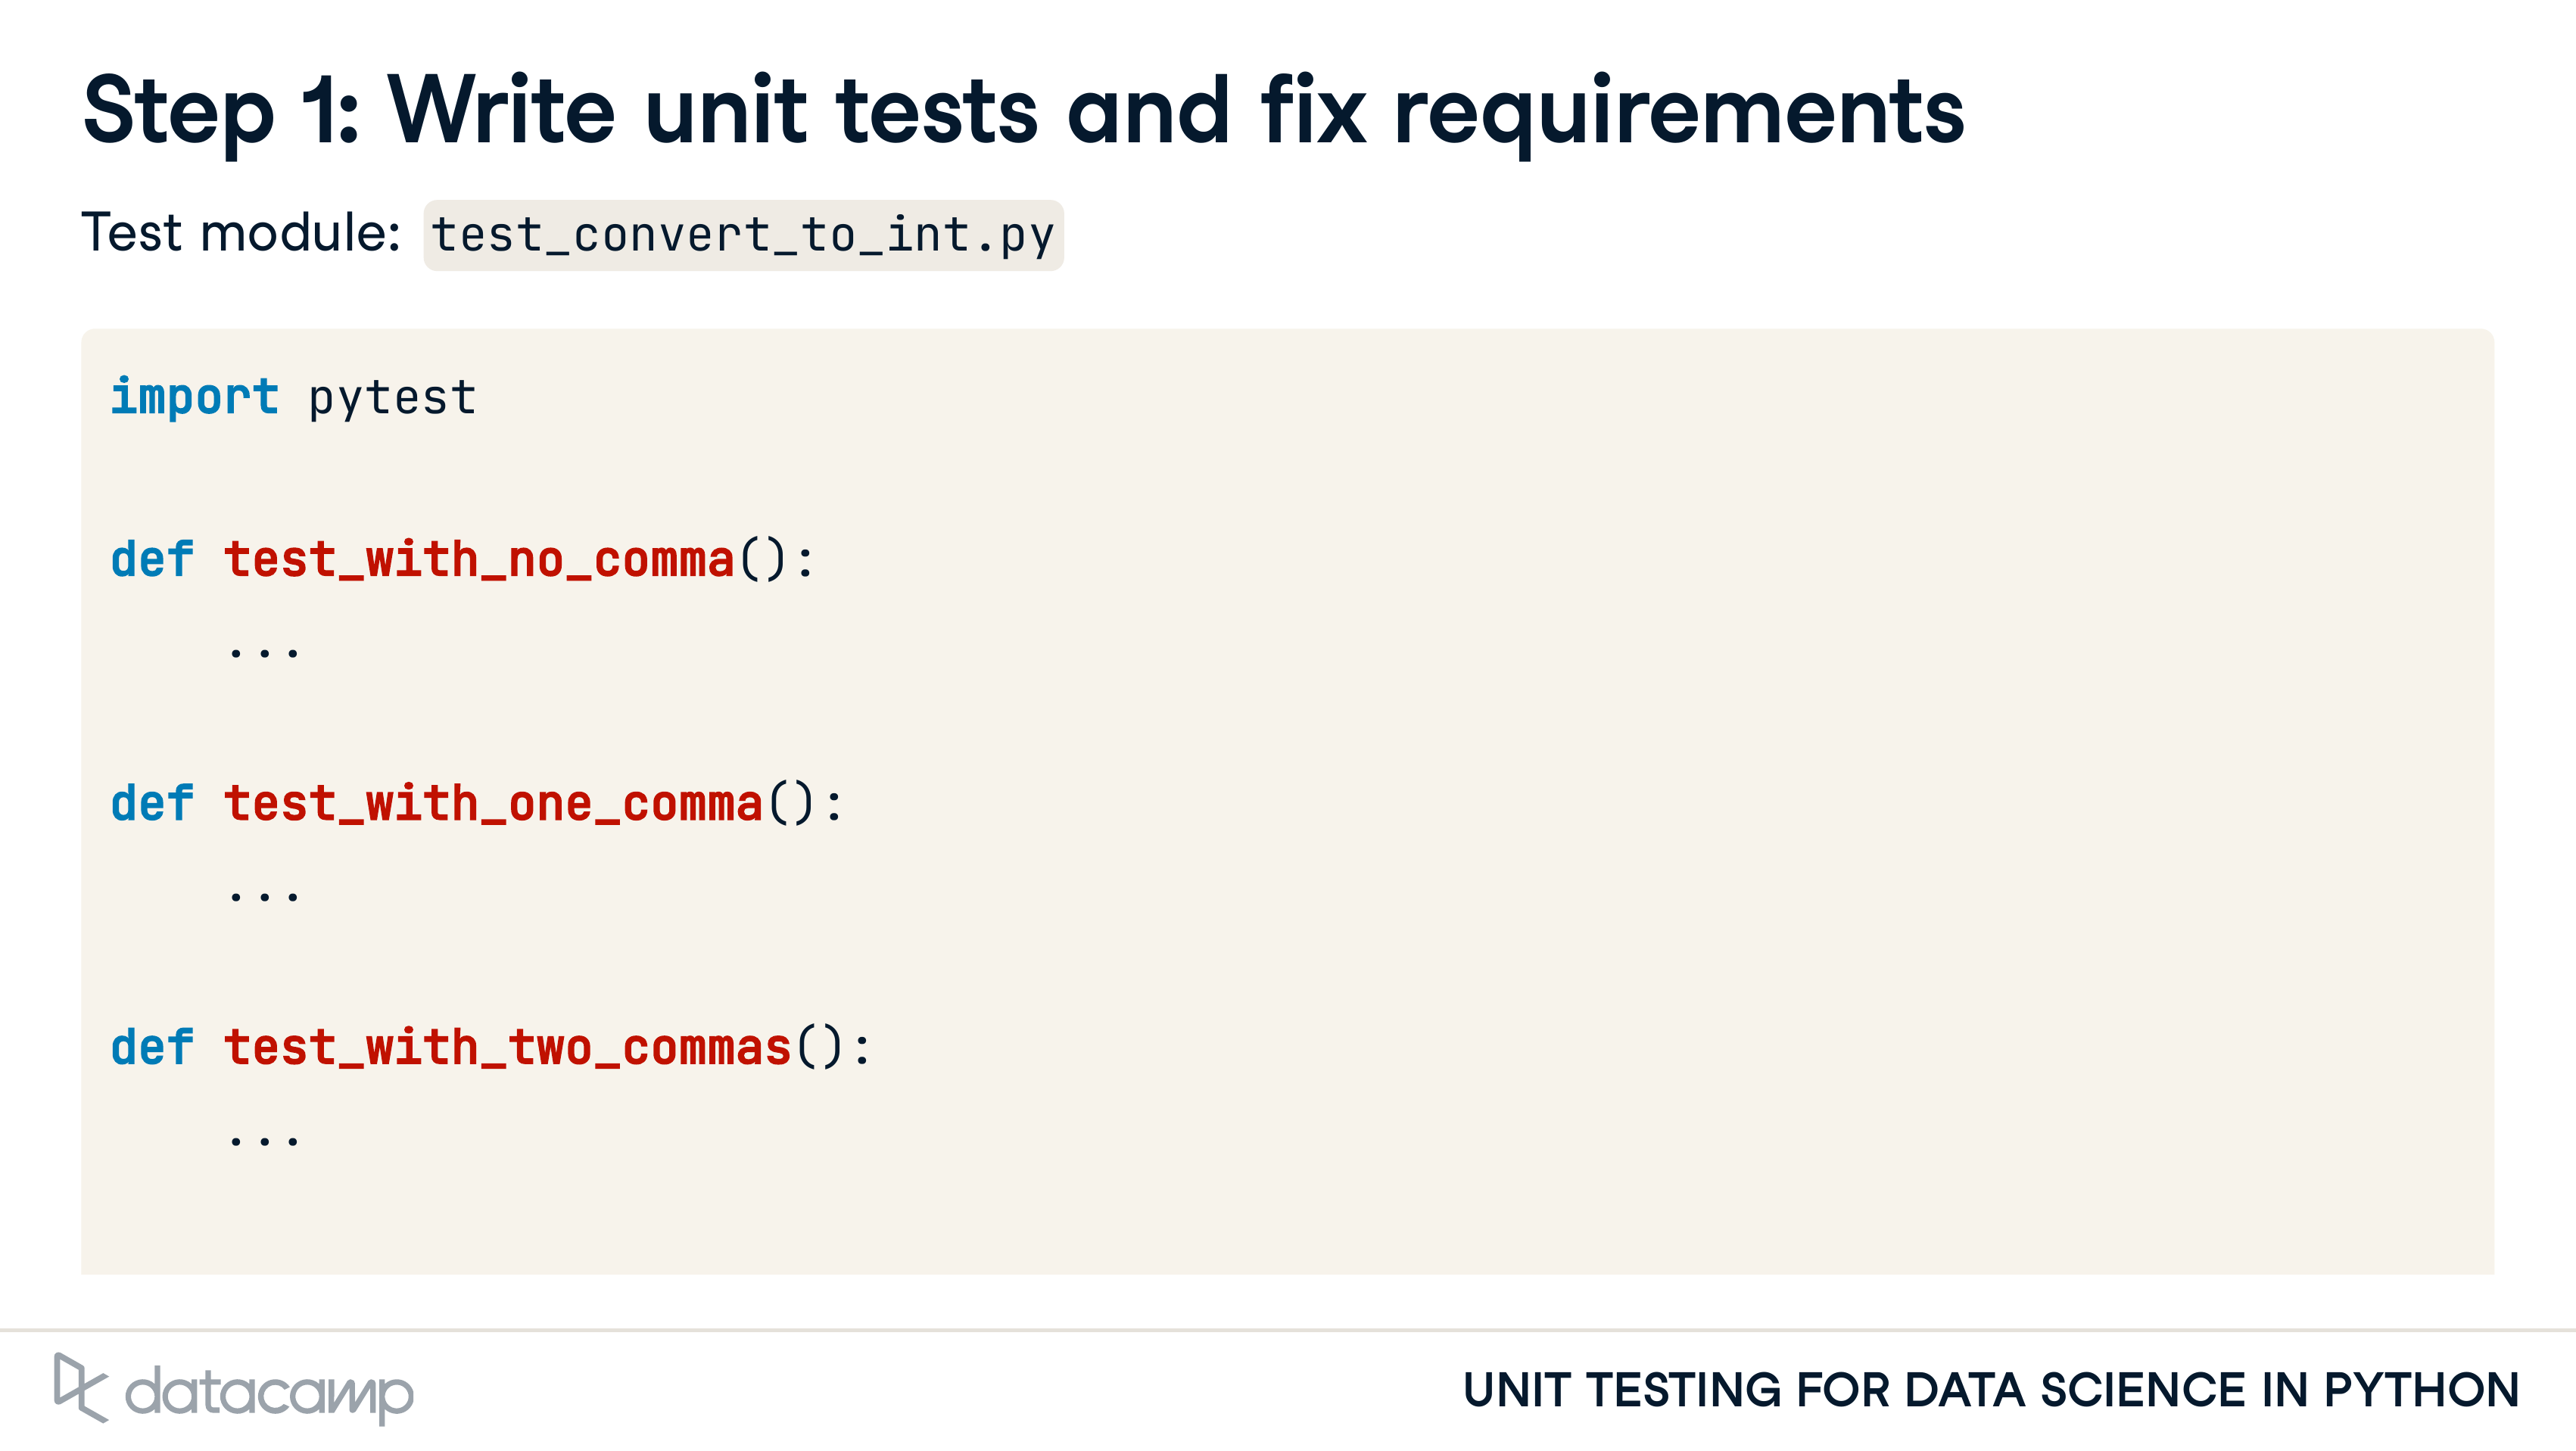 Step 1: Write unit tests and fix requirements
Test module: test_convert_to_int.py
import pytest
def test_with_no_comma():
    ...
def test_with_one_comma():
    ...
def test_with_two_commas():
    ...
datacamp
UNIT TESTING FOR DATA SCIENCE IN PYTHON